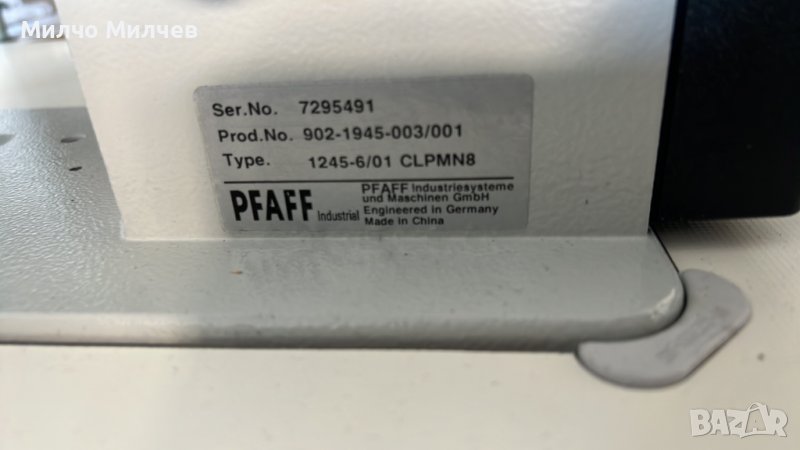 Милчо Милчев
Ser.No. 7295491
Prod.No. 902-1945-003/001
Type. 1245-6/01 CLPMN8
PFAFF Industrial
PFAFF Industriesysteme
und Maschinen GmbH
Engineered in Germany
Made in China
BAZAR